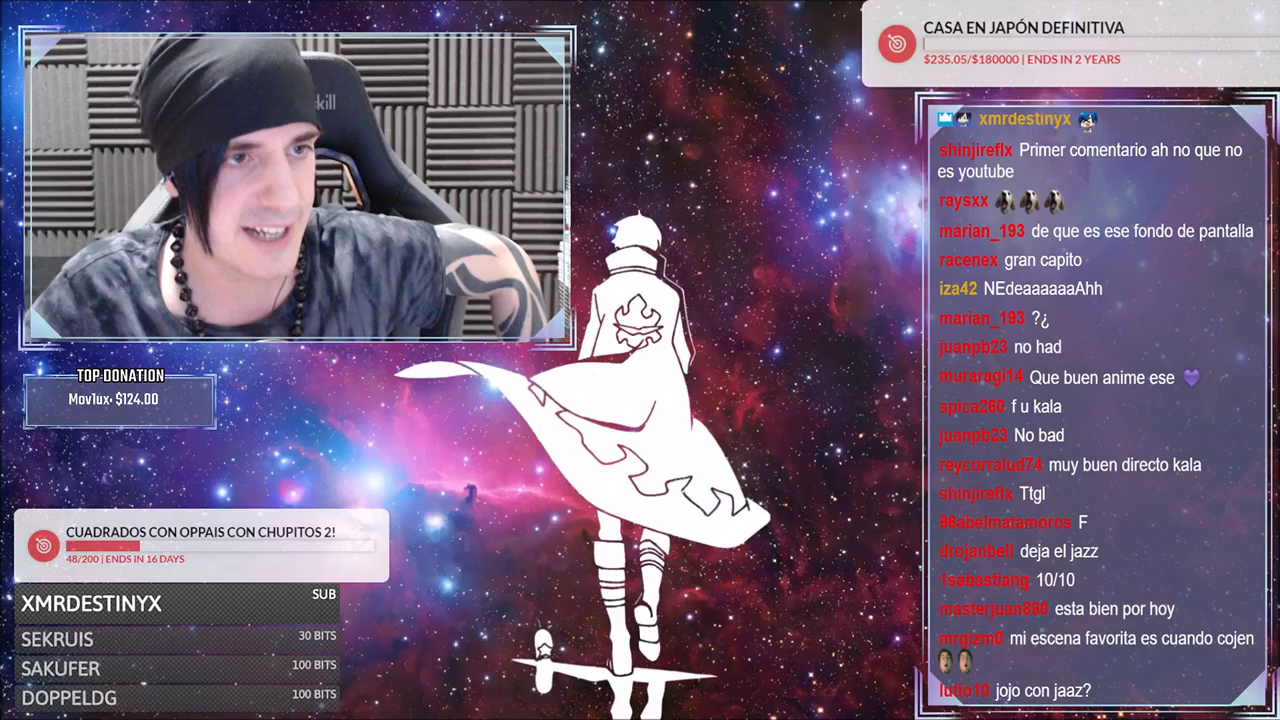 kill
CASA EN JAPÓN DEFINITIVA
$235.05/$180000 | ENDS IN 2 YEARS
xmrdestinyx
shinjireflx Primer comentario ah no que no
es youtube
raysxx
marian_193 de que es ese fondo de pantalla
racenex gran capito
iza42 NEdeaaaaaAhh
marian_193 ?¿
juanpb23 no had
muraragi14 Que buen anime ese
spica260 f u kala
juanpb23 No bad
reycorralud74 muy buen directo kala
shinjireflx Ttgl
96abelmatamoros F
drojanbell deja el jazz
1sebastiang 10/10
masterjuan890 esta bien por hoy
mrgizm0 mi escena favorita es cuando cojen
lutio10 jojo con jaaz?
TOP DONATION
Mov1ux: $124.00
CUADRADOS CON OPPAIS CON CHUPITOS 2!
48/200 | ENDS IN 16 DAYS
XMRDESTINYX SUB
SEKRUIS 30 BITS
SAKUFER 100 BITS
DOPPELDG 100 BITS